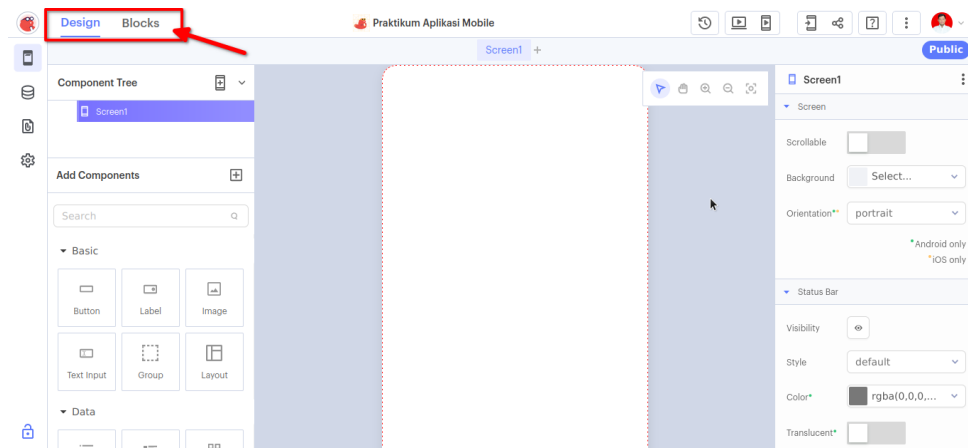 Design Blocks
Praktikum Aplikasi Mobile
Screen1 +
Public
Component Tree
Screen1
Add Components
Search
Basic
Button Label Image
Text Input Group Layout
Data
Screen1
Screen
Scrollable
Background Select...
Orientation** portrait
*Android only
*iOS only
Status Bar
Visibility
Style default
Color* rgba(0,0,0,...
Translucent*